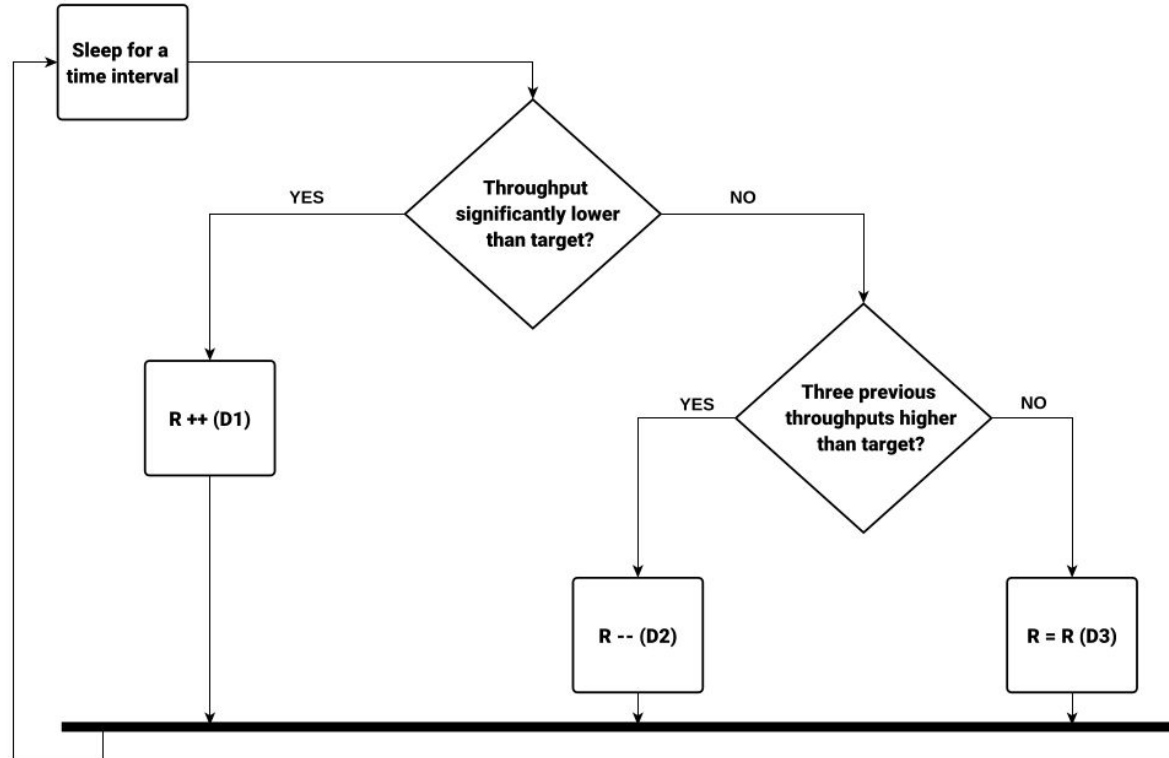 Sleep for a
time interval
Throughput
significantly lower
than target?
YES
NO
Three previous
throughputs higher
than target?
YES
NO
R ++ (D1)
R -- (D2)
R = R (D3)